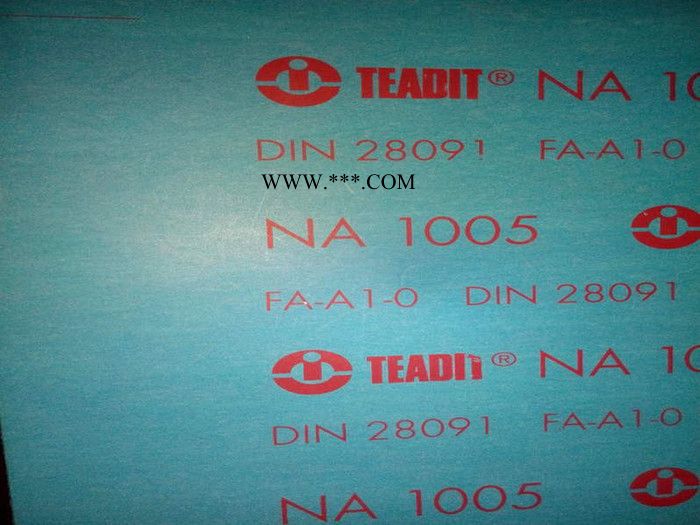 TEADIT® NA 10
DIN 28091 FA-A1-0
WWW.***.COM
NA 1005
FA-A1-0 DIN 28091
TEADIT® NA 10
DIN 28091 FA-A1-0
NA 1005